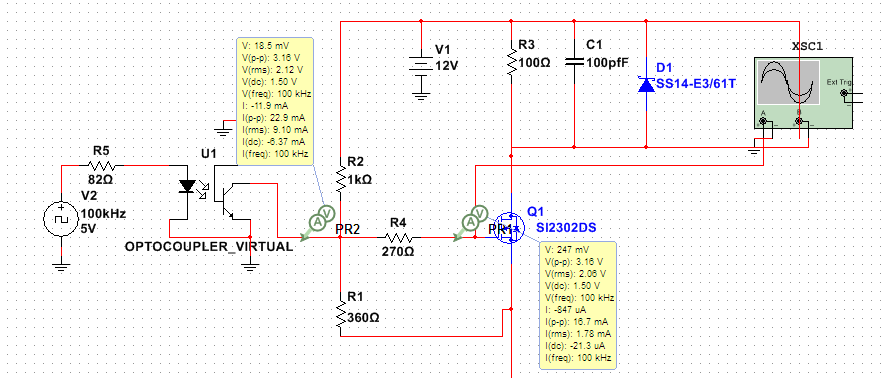 V: 18.5 mV
V(p-p): 3.16 V
V(rms): 2.12 V
V(dc): 1.50 V
V(freq): 100 kHz
I: -11.9 mA
I(p-p): 22.9 mA
I(rms): 9.10 mA
I(dc): -6.37 mA
I(freq): 100 kHz
V1
12V
R3
100Ω
C1
100pfF
D1
SS14-E3/61T
XSC1
Ext Trig
A
B
R5
82Ω
U1
V2
100kHz
5V
OPTOCOUPLER_VIRTUAL
R2
1kΩ
A
V
PR2
R4
270Ω
A
V
PR1
Q1
SI2302DS
R1
360Ω
V: 247 mV
V(p-p): 3.16 V
V(rms): 2.06 V
V(dc): 1.50 V
V(freq): 100 kHz
I: -847 uA
I(p-p): 16.7 mA
I(rms): 1.78 mA
I(dc): -21.3 uA
I(freq): 100 kHz